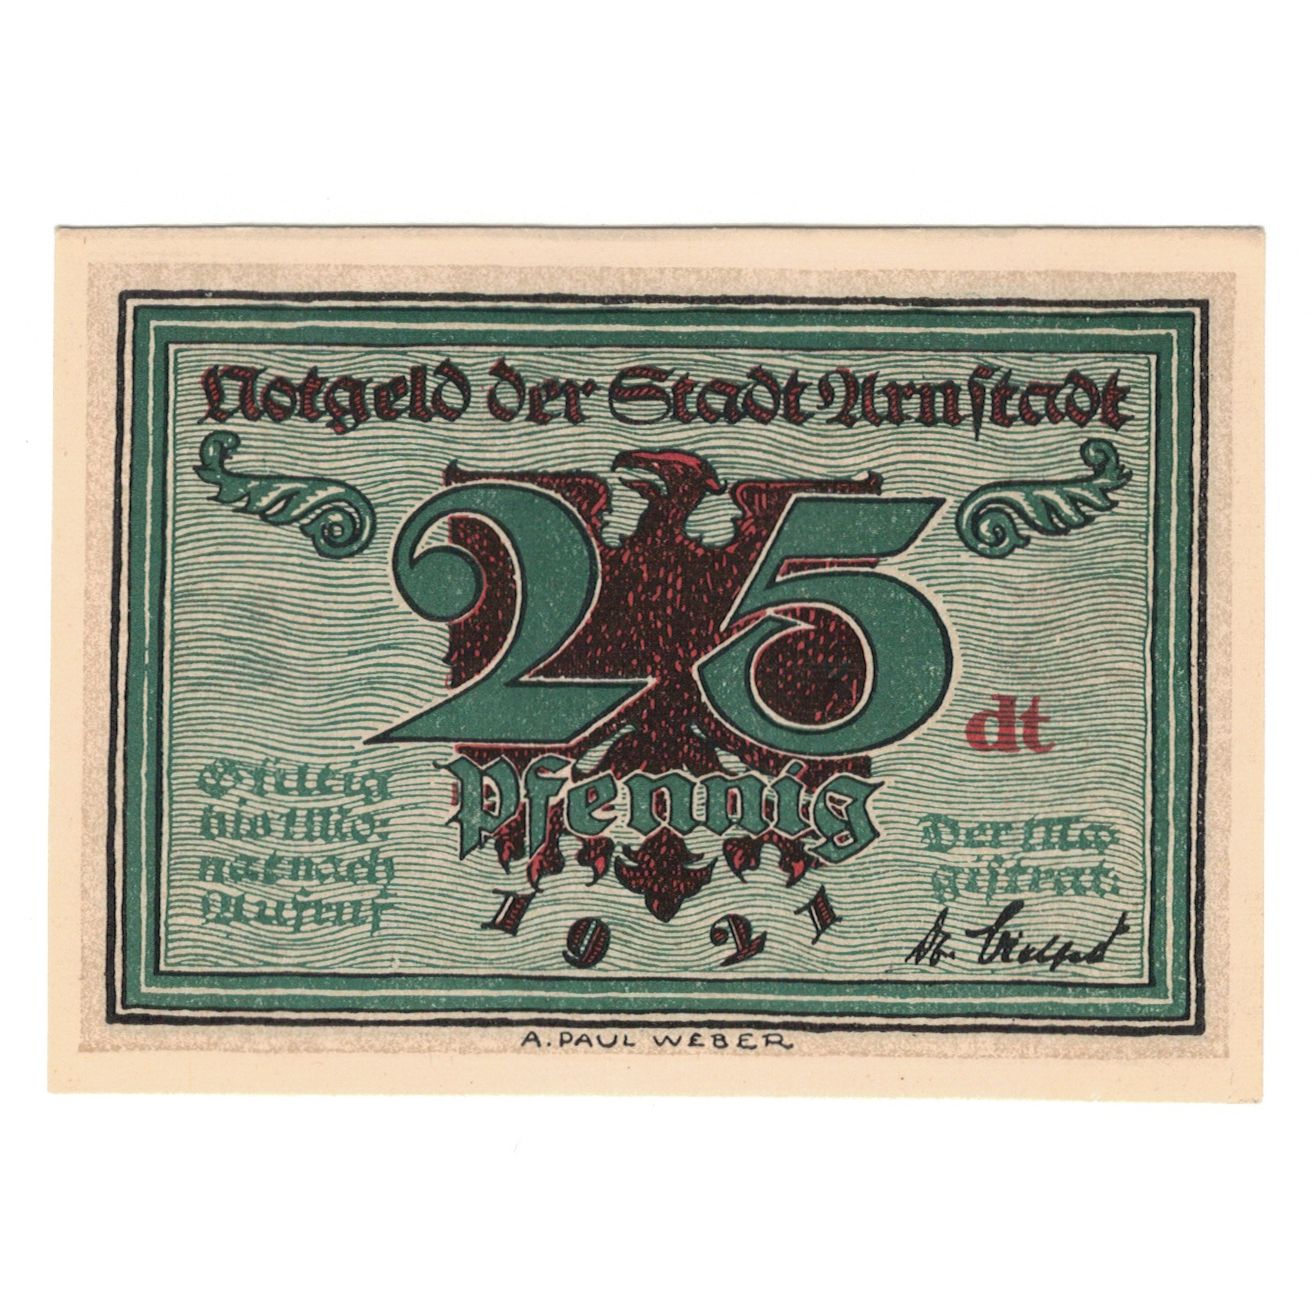 Notgeld der Stadt Arnstadt
25
dt
Pfennig
Gültig
bis 1 Mo:
nat nach
Aufruf
Der Ma
gistrat:
1921
A. PAUL WEBER